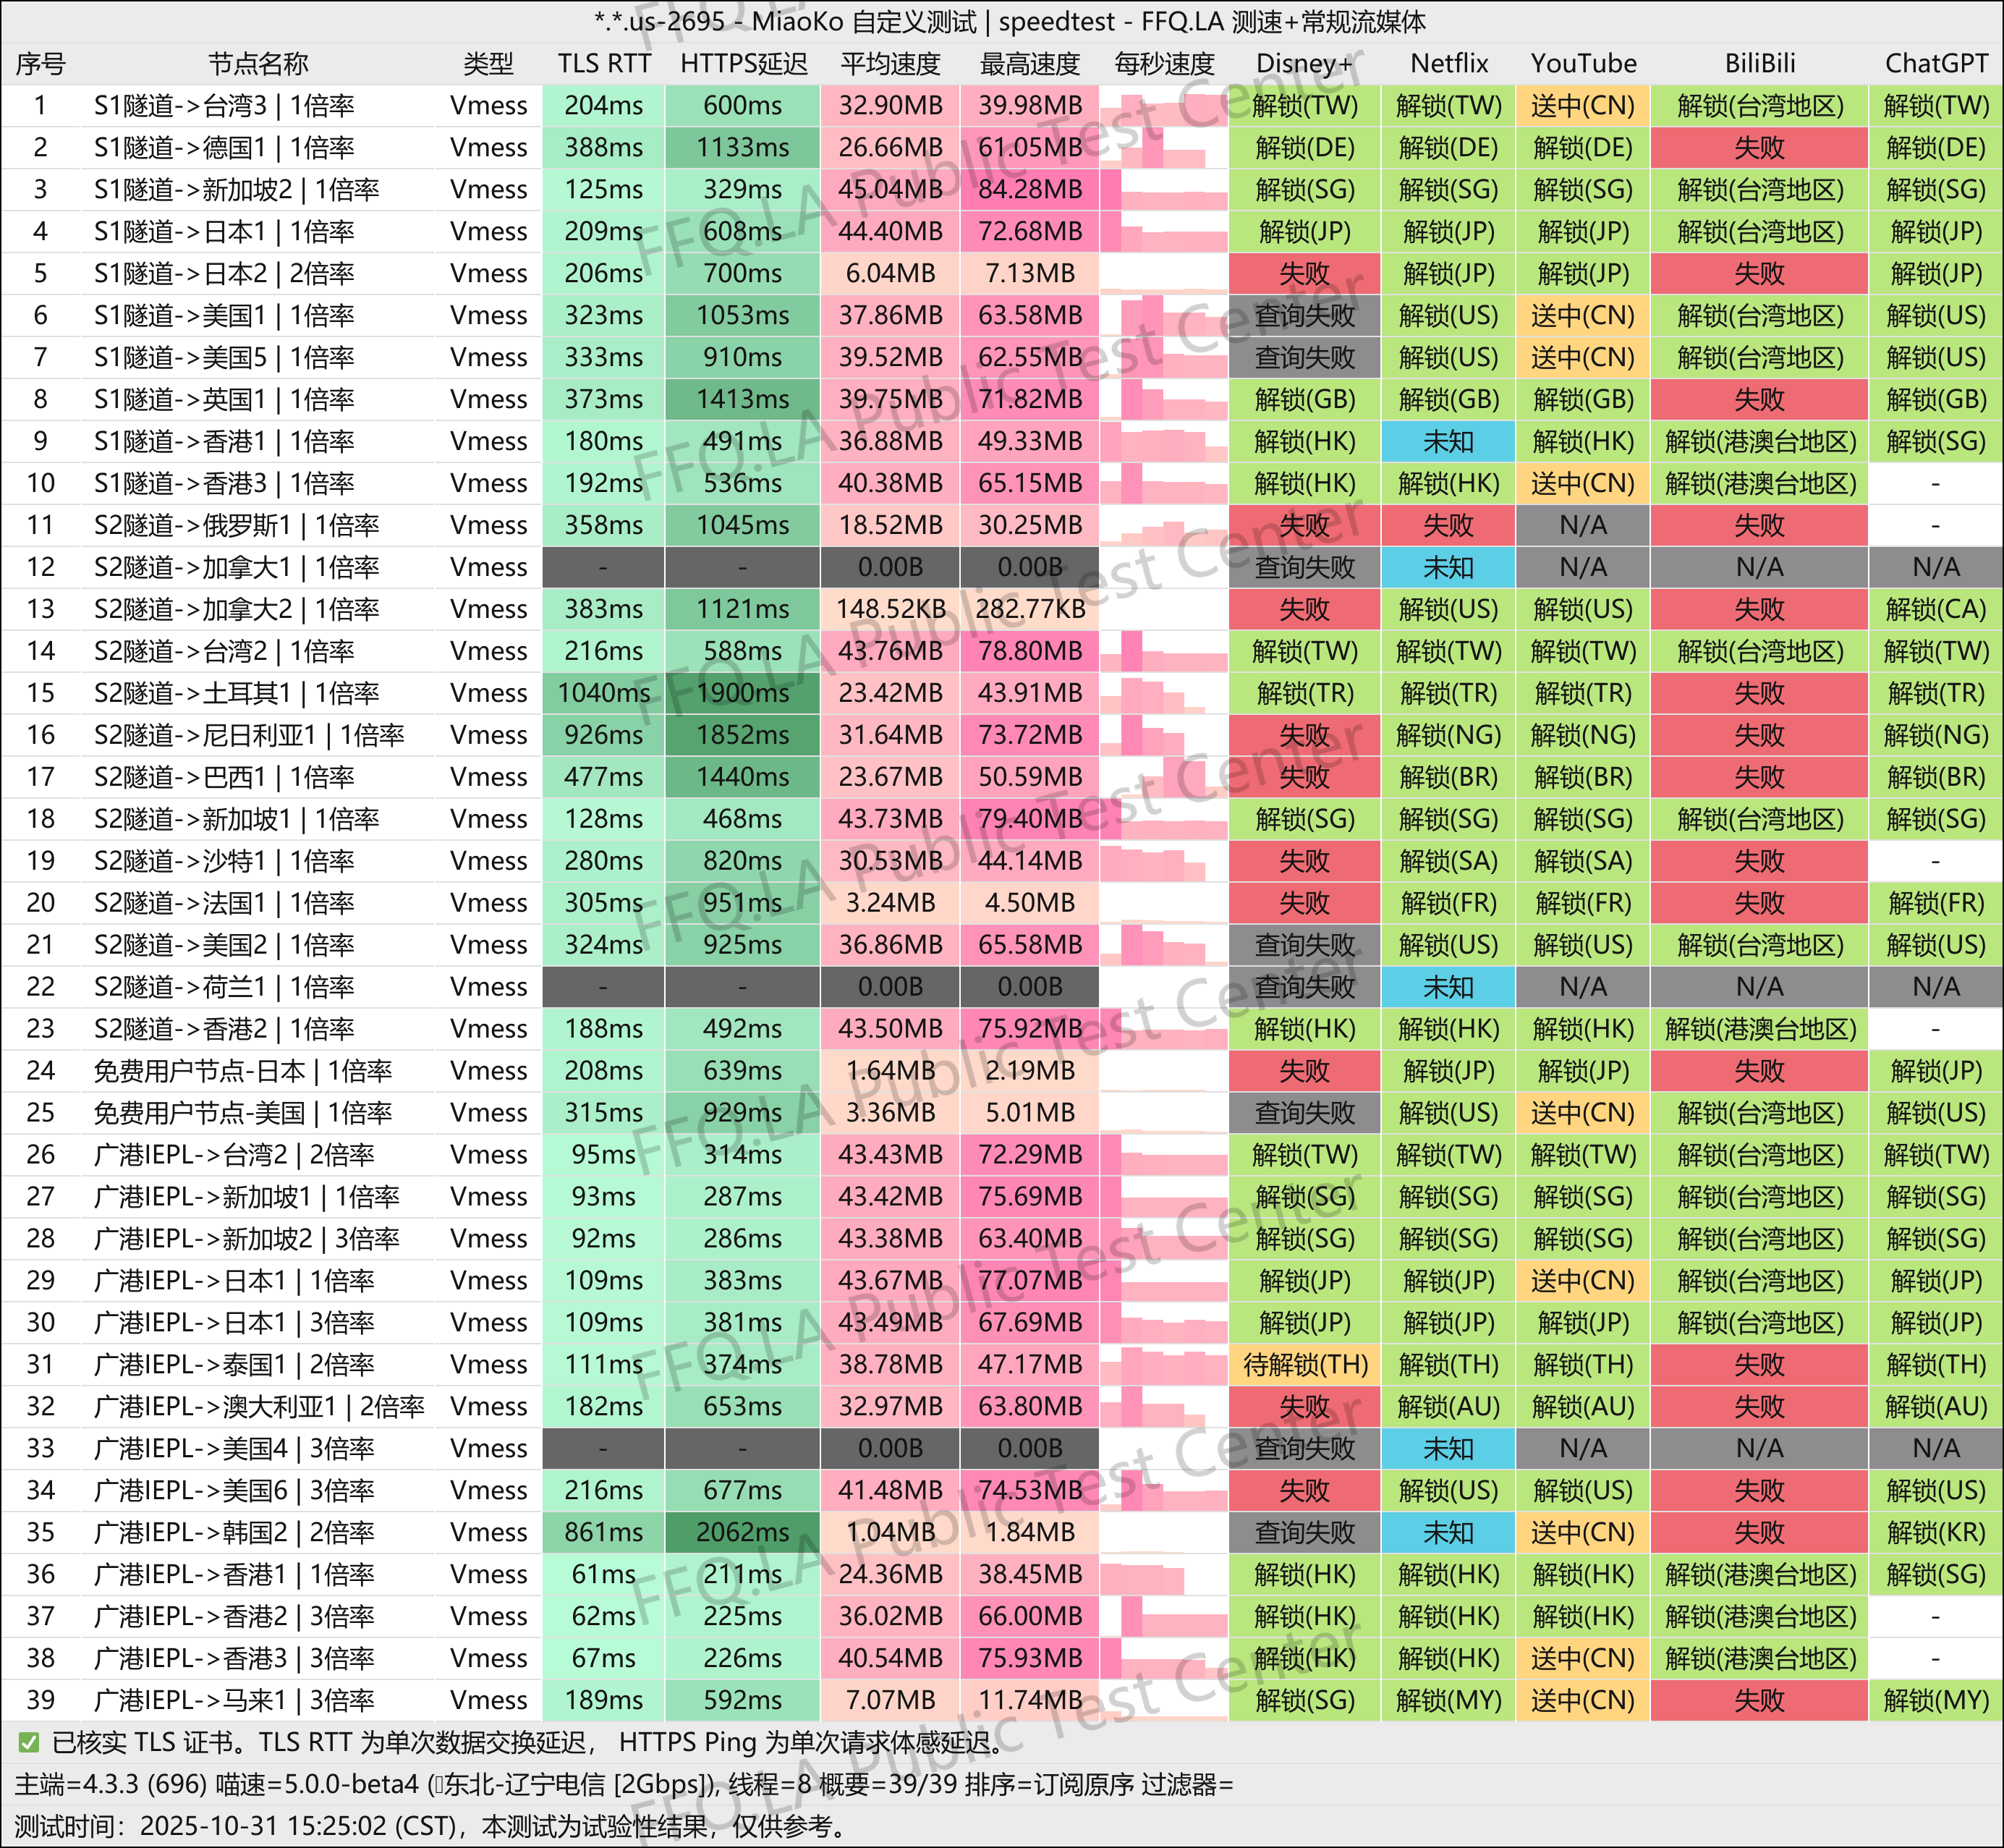 *.*.us-2695 - MiaoKo 自定义测试 | speedtest - FFQ.LA 测速+常规流媒体
序号 节点名称 类型 TLS RTT HTTPS延迟 平均速度 最高速度 每秒速度 Disney+ Netflix YouTube BiliBili ChatGPT
1 S1隧道->台湾3 | 1倍率 Vmess 204ms 600ms 32.90MB 39.98MB 解锁(TW) 解锁(TW) 送中(CN) 解锁(台湾地区) 解锁(TW)
2 S1隧道->德国1 | 1倍率 Vmess 388ms 1133ms 26.66MB 61.05MB 解锁(DE) 解锁(DE) 解锁(DE) 失败 解锁(DE)
3 S1隧道->新加坡2 | 1倍率 Vmess 125ms 329ms 45.04MB 84.28MB 解锁(SG) 解锁(SG) 解锁(SG) 解锁(台湾地区) 解锁(SG)
4 S1隧道->日本1 | 1倍率 Vmess 209ms 608ms 44.40MB 72.68MB 解锁(JP) 解锁(JP) 解锁(JP) 解锁(台湾地区) 解锁(JP)
5 S1隧道->日本2 | 2倍率 Vmess 206ms 700ms 6.04MB 7.13MB 失败 解锁(JP) 解锁(JP) 失败 解锁(JP)
6 S1隧道->美国1 | 1倍率 Vmess 323ms 1053ms 37.86MB 63.58MB 查询失败 解锁(US) 送中(CN) 解锁(台湾地区) 解锁(US)
7 S1隧道->美国5 | 1倍率 Vmess 333ms 910ms 39.52MB 62.55MB 查询失败 解锁(US) 送中(CN) 解锁(台湾地区) 解锁(US)
8 S1隧道->英国1 | 1倍率 Vmess 373ms 1413ms 39.75MB 71.82MB 解锁(GB) 解锁(GB) 解锁(GB) 失败 解锁(GB)
9 S1隧道->香港1 | 1倍率 Vmess 180ms 491ms 36.88MB 49.33MB 解锁(HK) 未知 解锁(HK) 解锁(港澳台地区) 解锁(SG)
10 S1隧道->香港3 | 1倍率 Vmess 192ms 536ms 40.38MB 65.15MB 解锁(HK) 解锁(HK) 送中(CN) 解锁(港澳台地区) -
11 S2隧道->俄罗斯1 | 1倍率 Vmess 358ms 1045ms 18.52MB 30.25MB 失败 失败 N/A 失败 -
12 S2隧道->加拿大1 | 1倍率 Vmess - - 0.00B 0.00B 查询失败 未知 N/A N/A N/A
13 S2隧道->加拿大2 | 1倍率 Vmess 383ms 1121ms 148.52KB 282.77KB 失败 解锁(US) 解锁(US) 失败 解锁(CA)
14 S2隧道->台湾2 | 1倍率 Vmess 216ms 588ms 43.76MB 78.80MB 解锁(TW) 解锁(TW) 解锁(TW) 解锁(台湾地区) 解锁(TW)
15 S2隧道->土耳其1 | 1倍率 Vmess 1040ms 1900ms 23.42MB 43.91MB 解锁(TR) 解锁(TR) 解锁(TR) 失败 解锁(TR)
16 S2隧道->尼日利亚1 | 1倍率 Vmess 926ms 1852ms 31.64MB 73.72MB 失败 解锁(NG) 解锁(NG) 失败 解锁(NG)
17 S2隧道->巴西1 | 1倍率 Vmess 477ms 1440ms 23.67MB 50.59MB 失败 解锁(BR) 解锁(BR) 失败 解锁(BR)
18 S2隧道->新加坡1 | 1倍率 Vmess 128ms 468ms 43.73MB 79.40MB 解锁(SG) 解锁(SG) 解锁(SG) 解锁(台湾地区) 解锁(SG)
19 S2隧道->沙特1 | 1倍率 Vmess 280ms 820ms 30.53MB 44.14MB 失败 解锁(SA) 解锁(SA) 失败 -
20 S2隧道->法国1 | 1倍率 Vmess 305ms 951ms 3.24MB 4.50MB 失败 解锁(FR) 解锁(FR) 失败 解锁(FR)
21 S2隧道->美国2 | 1倍率 Vmess 324ms 925ms 36.86MB 65.58MB 查询失败 解锁(US) 解锁(US) 解锁(台湾地区) 解锁(US)
22 S2隧道->荷兰1 | 1倍率 Vmess - - 0.00B 0.00B 查询失败 未知 N/A N/A N/A
23 S2隧道->香港2 | 1倍率 Vmess 188ms 492ms 43.50MB 75.92MB 解锁(HK) 解锁(HK) 解锁(HK) 解锁(港澳台地区) -
24 免费用户节点-日本 | 1倍率 Vmess 208ms 639ms 1.64MB 2.19MB 失败 解锁(JP) 解锁(JP) 失败 解锁(JP)
25 免费用户节点-美国 | 1倍率 Vmess 315ms 929ms 3.36MB 5.01MB 查询失败 解锁(US) 送中(CN) 解锁(台湾地区) 解锁(US)
26 广港IEPL->台湾2 | 2倍率 Vmess 95ms 314ms 43.43MB 72.29MB 解锁(TW) 解锁(TW) 解锁(TW) 解锁(台湾地区) 解锁(TW)
27 广港IEPL->新加坡1 | 1倍率 Vmess 93ms 287ms 43.42MB 75.69MB 解锁(SG) 解锁(SG) 解锁(SG) 解锁(台湾地区) 解锁(SG)
28 广港IEPL->新加坡2 | 3倍率 Vmess 92ms 286ms 43.38MB 63.40MB 解锁(SG) 解锁(SG) 解锁(SG) 解锁(台湾地区) 解锁(SG)
29 广港IEPL->日本1 | 1倍率 Vmess 109ms 383ms 43.67MB 77.07MB 解锁(JP) 解锁(JP) 送中(CN) 解锁(台湾地区) 解锁(JP)
30 广港IEPL->日本1 | 3倍率 Vmess 109ms 381ms 43.49MB 67.69MB 解锁(JP) 解锁(JP) 解锁(JP) 解锁(台湾地区) 解锁(JP)
31 广港IEPL->泰国1 | 2倍率 Vmess 111ms 374ms 38.78MB 47.17MB 待解锁(TH) 解锁(TH) 解锁(TH) 失败 解锁(TH)
32 广港IEPL->澳大利亚1 | 2倍率 Vmess 182ms 653ms 32.97MB 63.80MB 失败 解锁(AU) 解锁(AU) 失败 解锁(AU)
33 广港IEPL->美国4 | 3倍率 Vmess - - 0.00B 0.00B 查询失败 未知 N/A N/A N/A
34 广港IEPL->美国6 | 3倍率 Vmess 216ms 677ms 41.48MB 74.53MB 失败 解锁(US) 解锁(US) 失败 解锁(US)
35 广港IEPL->韩国2 | 2倍率 Vmess 861ms 2062ms 1.04MB 1.84MB 查询失败 未知 送中(CN) 失败 解锁(KR)
36 广港IEPL->香港1 | 1倍率 Vmess 61ms 211ms 24.36MB 38.45MB 解锁(HK) 解锁(HK) 解锁(HK) 解锁(港澳台地区) 解锁(SG)
37 广港IEPL->香港2 | 3倍率 Vmess 62ms 225ms 36.02MB 66.00MB 解锁(HK) 解锁(HK) 解锁(HK) 解锁(港澳台地区) -
38 广港IEPL->香港3 | 3倍率 Vmess 67ms 226ms 40.54MB 75.93MB 解锁(HK) 解锁(HK) 送中(CN) 解锁(港澳台地区) -
39 广港IEPL->马来1 | 3倍率 Vmess 189ms 592ms 7.07MB 11.74MB 解锁(SG) 解锁(MY) 送中(CN) 失败 解锁(MY)
✅ 已核实 TLS 证书。TLS RTT 为单次数据交换延迟， HTTPS Ping 为单次请求体感延迟。
主端=4.3.3 (696) 喵速=5.0.0-beta4 (▯东北-辽宁电信 [2Gbps]), 线程=8 概要=39/39 排序=订阅原序 过滤器=
测试时间：2025-10-31 15:25:02 (CST)，本测试为试验性结果，仅供参考。
FFQ.LA Public Test Center
FFQ.LA Public Test Center
FFQ.LA Public Test Center
FFQ.LA Public Test Center
FFQ.LA Public Test Center
FFQ.LA Public Test Center
FFQ.LA Public Test Center
FFQ.LA Public Test Center